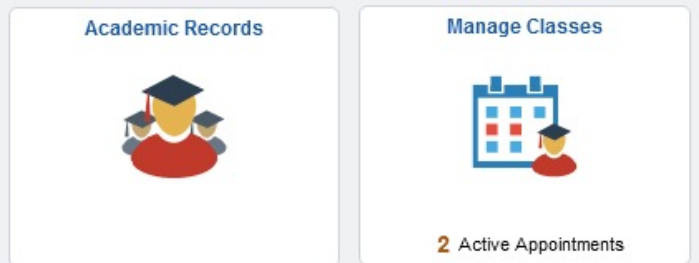 Academic Records
Manage Classes
2 Active Appointments